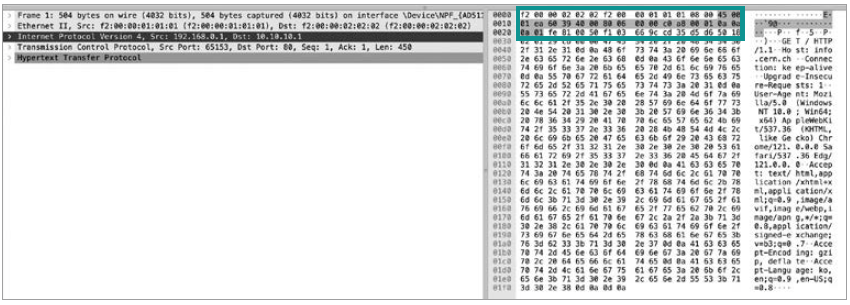 Frame 1: 504 bytes on wire (4032 bits), 504 bytes captured (4032 bits) on interface \Device\NPF_{AD51
Ethernet II, Src: f2:00:00:01:01:01 (f2:00:00:01:01:01), Dst: f2:00:00:02:02:02 (f2:00:00:02:02:02)
Internet Protocol Version 4, Src: 192.168.0.1, Dst: 10.10.10.1
Transmission Control Protocol, Src Port: 65153, Dst Port: 80, Seq: 1, Ack: 1, Len: 450
Hypertext Transfer Protocol
0000 f2 00 00 02 02 02 f2 00 00 01 01 01 08 00 45 00 ··············E·
0010 01 ea 60 39 40 00 80 06 00 00 c0 a8 00 01 0a 0a ··`9@···········
0020 0a 01 fe 81 00 50 f1 03 66 9c cd 35 d5 d6 50 18 ·····P··f··5··P·
0030 00 00 47 45 54 20 2f 20 48 54 54 50 GET / HTTP
0040 2f 31 2e 31 0d 0a 48 6f 73 74 3a 20 69 6e 66 6f /1.1··Ho st: info
0050 2e 63 65 72 6e 2e 63 68 0d 0a 43 6f 6e 6e 65 63 .cern.ch ··Connec
0060 74 69 6f 6e 3a 20 6b 65 65 70 2d 61 6c 69 76 65 tion: ke ep-alive
0070 0d 0a 55 70 67 72 61 64 65 2d 49 6e 73 65 63 75 ··Upgrad e-Insecu
0080 72 65 2d 52 65 71 75 65 73 74 73 3a 20 31 0d 0a re-Reque sts: 1··
0090 55 73 65 72 2d 41 67 65 6e 74 3a 20 4d 6f 7a 69 User-Age nt: Mozi
00a0 6c 6c 61 2f 35 2e 30 20 28 57 69 6e 64 6f 77 73 lla/5.0 (Windows
00b0 20 4e 54 20 31 30 2e 30 3b 20 57 69 6e 36 34 3b NT 10.0 ; Win64;
00c0 20 78 36 34 29 20 41 70 70 6c 65 57 65 62 4b 69 x64) Ap pleWebKi
00d0 74 2f 35 33 37 2e 33 36 20 28 4b 48 54 4d 4c 2c t/537.36 (KHTML,
00e0 20 6c 69 6b 65 20 47 65 63 6b 6f 29 20 43 68 72 like Ge cko) Chr
00f0 6f 6d 65 2f 31 32 31 2e 30 2e 30 2e 30 20 53 61 ome/121. 0.0.0 Sa
0100 66 61 72 69 2f 35 33 37 2e 33 36 20 45 64 67 2f fari/537 .36 Edg/
0110 31 32 31 2e 30 2e 30 2e 30 0d 0a 41 63 63 65 70 121.0.0. 0··Accep
0120 74 3a 20 74 65 78 74 2f 68 74 6d 6c 2c 61 70 70 t: text/ html,app
0130 6c 69 63 61 74 69 6f 6e 2f 78 68 74 6d 6c 2b 78 lication /xhtml+x
0140 6d 6c 2c 61 70 70 6c 69 63 61 74 69 6f 6e 2f 78 ml,appli cation/x
0150 6d 6c 3b 71 3d 30 2e 39 2c 69 6d 61 67 65 2f 61 ml;q=0.9 ,image/a
0160 76 69 66 2c 69 6d 61 67 65 2f 77 65 62 70 2c 69 vif,imag e/webp,i
0170 6d 61 67 65 2f 61 70 6e 67 2c 2a 2f 2a 3b 71 3d mage/apn g,*/*;q=
0180 30 2e 38 2c 61 70 70 6c 69 63 61 74 69 6f 6e 2f 0.8,appl ication/
0190 73 69 67 6e 65 64 2d 65 78 63 68 61 6e 67 65 3b signed-e xchange;
01a0 76 3d 62 33 3b 71 3d 30 2e 37 0d 0a 41 63 63 65 v=b3;q=0 .7··Acce
01b0 70 74 2d 45 6e 63 6f 64 69 6e 67 3a 20 67 7a 69 pt-Encod ing: gzi
01c0 70 2c 20 64 65 66 6c 61 74 65 0d 0a 41 63 63 65 p, defla te··Acce
01d0 70 74 2d 4c 61 6e 67 75 61 67 65 3a 20 6b 6f 2c pt-Langu age: ko,
01e0 65 6e 3b 71 3d 30 2e 39 2c 65 6e 2d 55 53 3b 71 en;q=0.9 ,en-US;q
01f0 3d 30 2e 38 0d 0a 0d 0a =0.8····